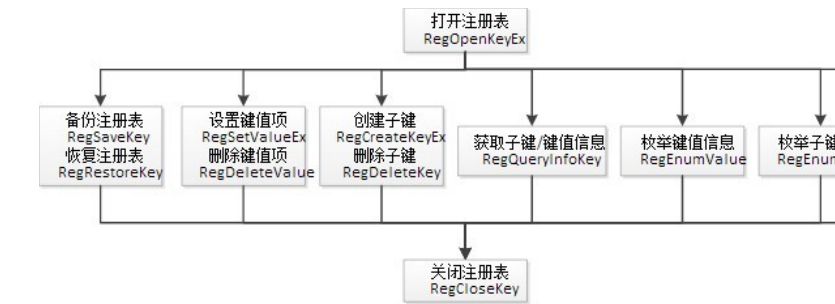 打开注册表
RegOpenKeyEx
备份注册表
RegSaveKey
恢复注册表
RegRestoreKey
设置键值项
RegSetValueEx
删除键值项
RegDeleteValue
创建子键
RegCreateKeyEx
删除子键
RegDeleteKey
获取子键/键值信息
RegQueryInfoKey
枚举键值信息
RegEnumValue
枚举子键
RegEnum
关闭注册表
RegCloseKey